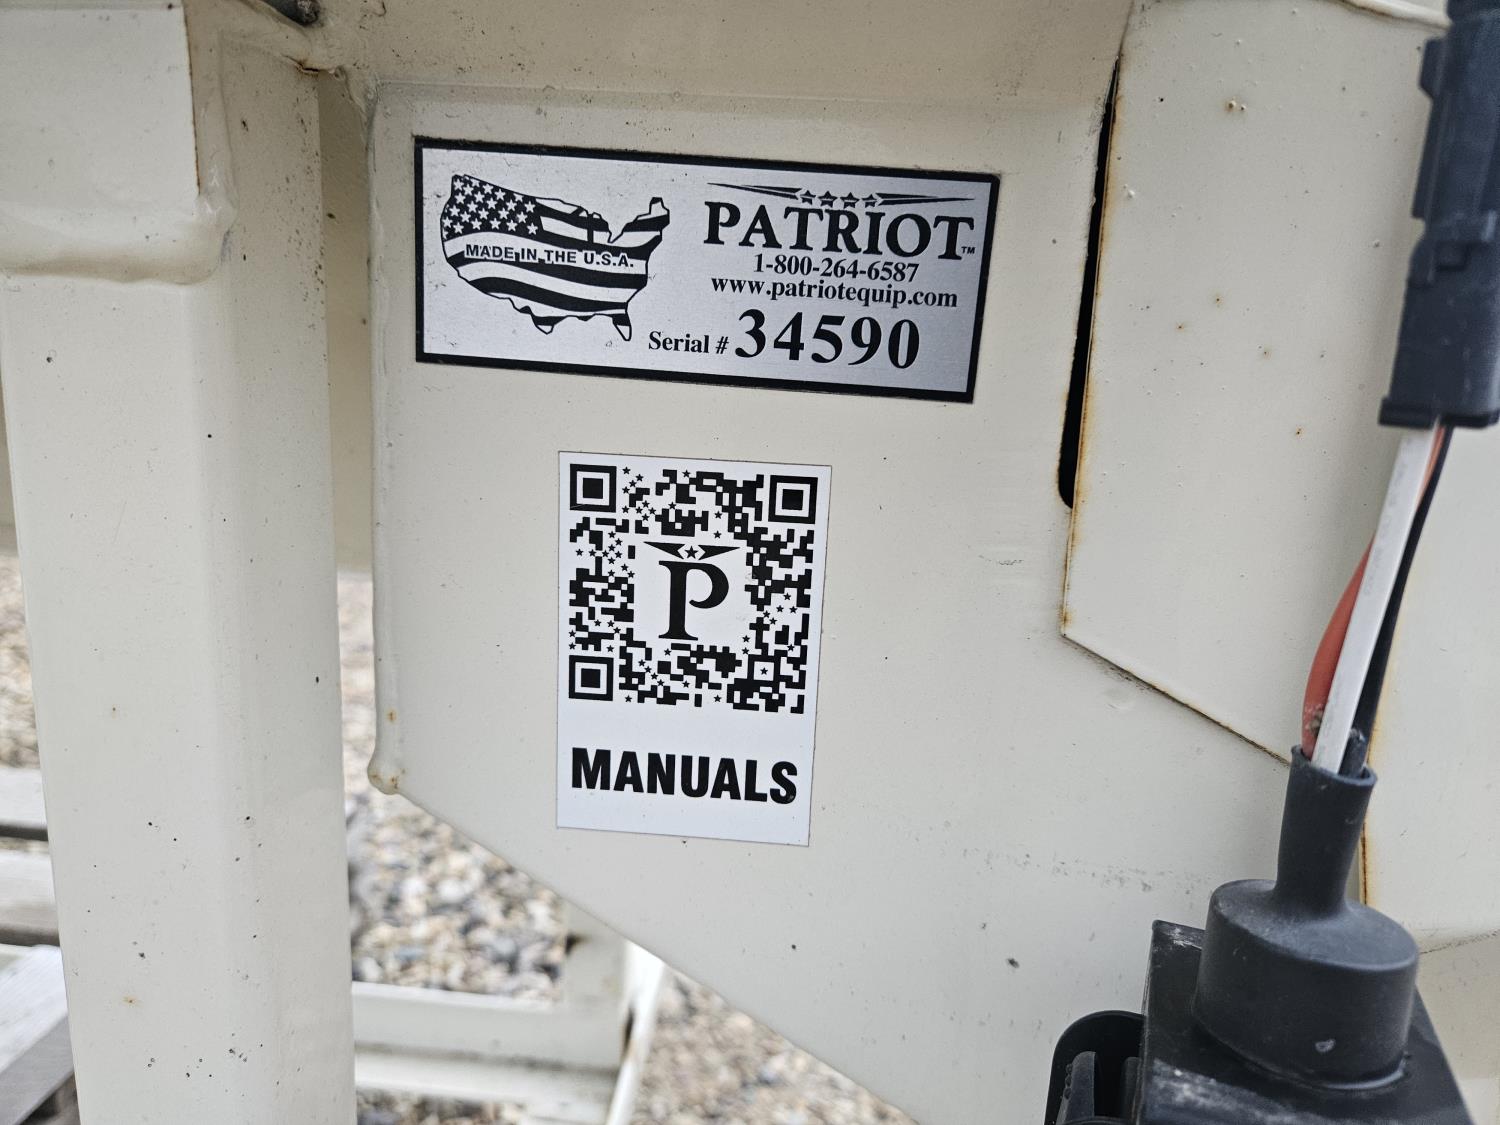 MADE IN THE U.S.A.
PATRIOT™
1-800-264-6587
www.patriotequip.com
Serial # 34590
P
MANUALS